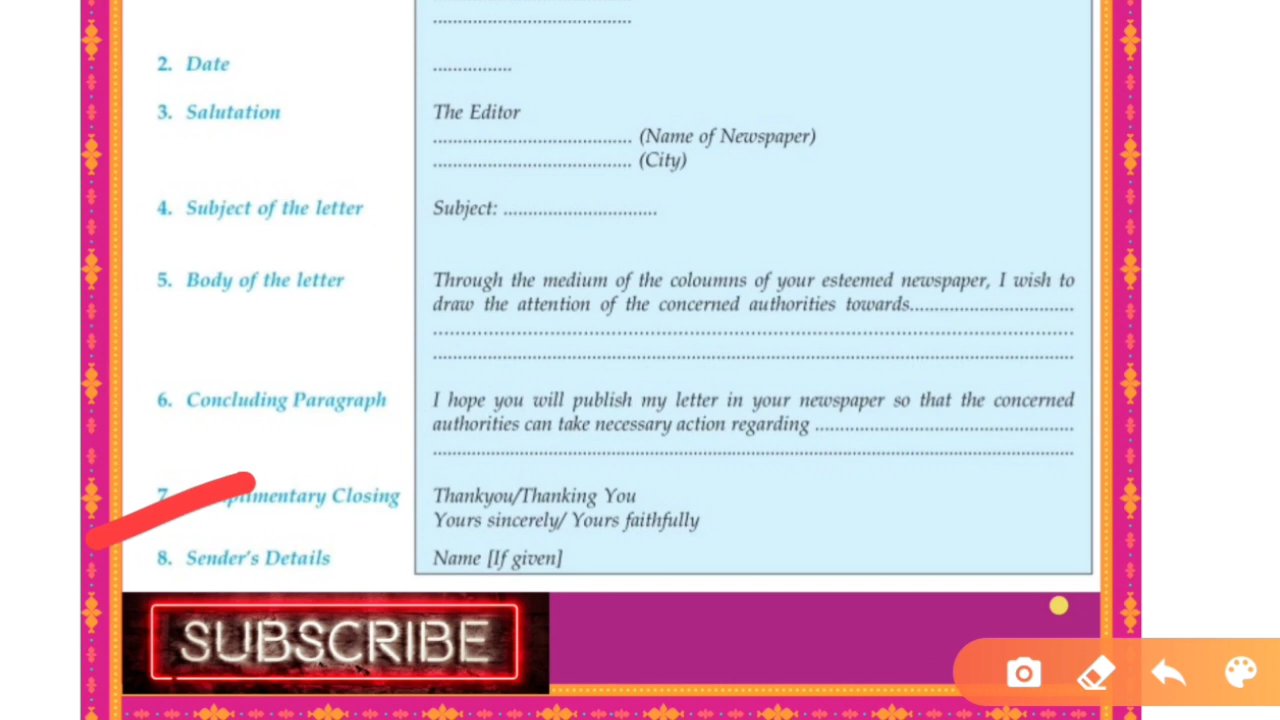 ......................................
2. Date ................
3. Salutation The Editor
........................................ (Name of Newspaper)
........................................ (City)
4. Subject of the letter Subject: ...............................
5. Body of the letter Through the medium of the coloumns of your esteemed newspaper, I wish to
draw the attention of the concerned authorities towards.................................
................................................................................
................................................................................
6. Concluding Paragraph I hope you will publish my letter in your newspaper so that the concerned
authorities can take necessary action regarding ....................................................
................................................................................
7. Closing Thankyou/Thanking You
Yours sincerely/ Yours faithfully
8. Sender's Details Name [If given]
SUBSCRIBE